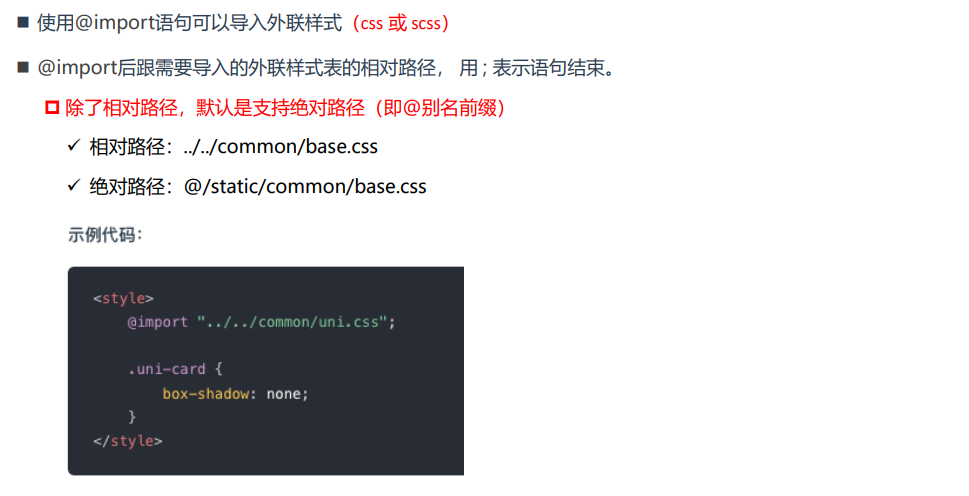 ■ 使用@import语句可以导入外联样式（css 或 scss）
■ @import后跟需要导入的外联样式表的相对路径， 用 ; 表示语句结束。
除了相对路径，默认是支持绝对路径（即@别名前缀）
✓ 相对路径：../../common/base.css
✓ 绝对路径：@/static/common/base.css
示例代码：
<style>
@import "../../common/uni.css";
.uni-card {
box-shadow: none;
}
</style>